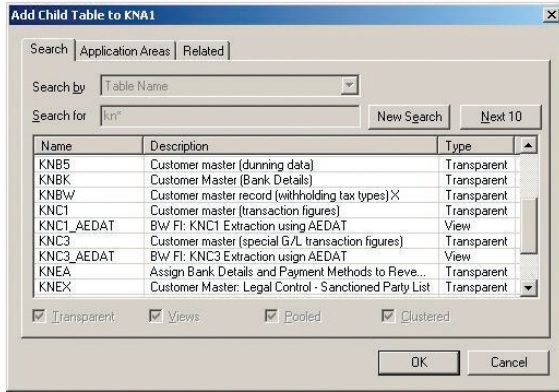 Add Child Table to KNA1
Search Application Areas Related
Search by Table Name
Search for kn* New Search Next 10
Name Description Type
KNB5 Customer master (dunning data) Transparent
KNBK Customer Master (Bank Details) Transparent
KNBW Customer master record (withholding tax types) X Transparent
KNC1 Customer master (transaction figures) Transparent
KNC1_AEDAT BW FI: KNC1 Extraction using AEDAT View
KNC3 Customer master (special G/L transaction figures) Transparent
KNC3_AEDAT BW FI: KNC3 Extraction usign AEDAT View
KNEA Assign Bank Details and Payment Methods to Reve... Transparent
KNEX Customer Master: Legal Control - Sanctioned Party List Transparent
Transparent Views Pooled Clustered
OK Cancel